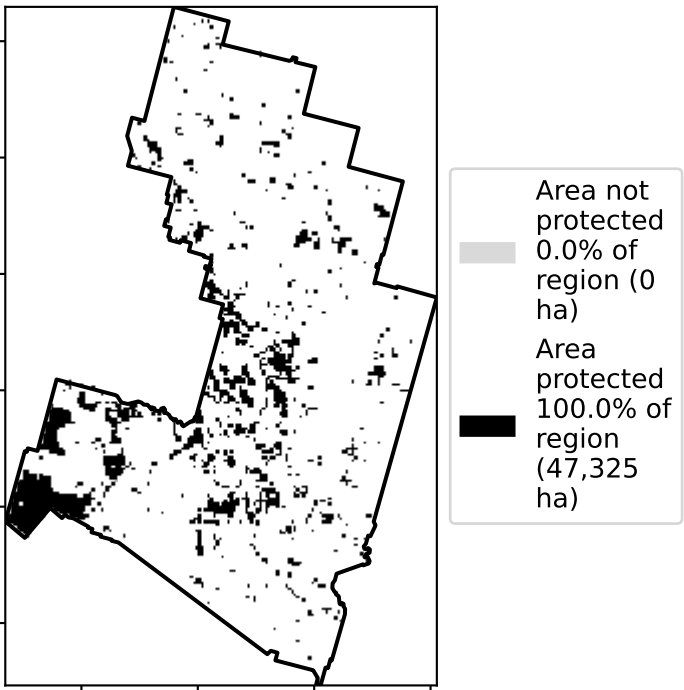 Area not
protected
0.0% of
region (0
ha)
Area
protected
100.0% of
region
(47,325
ha)